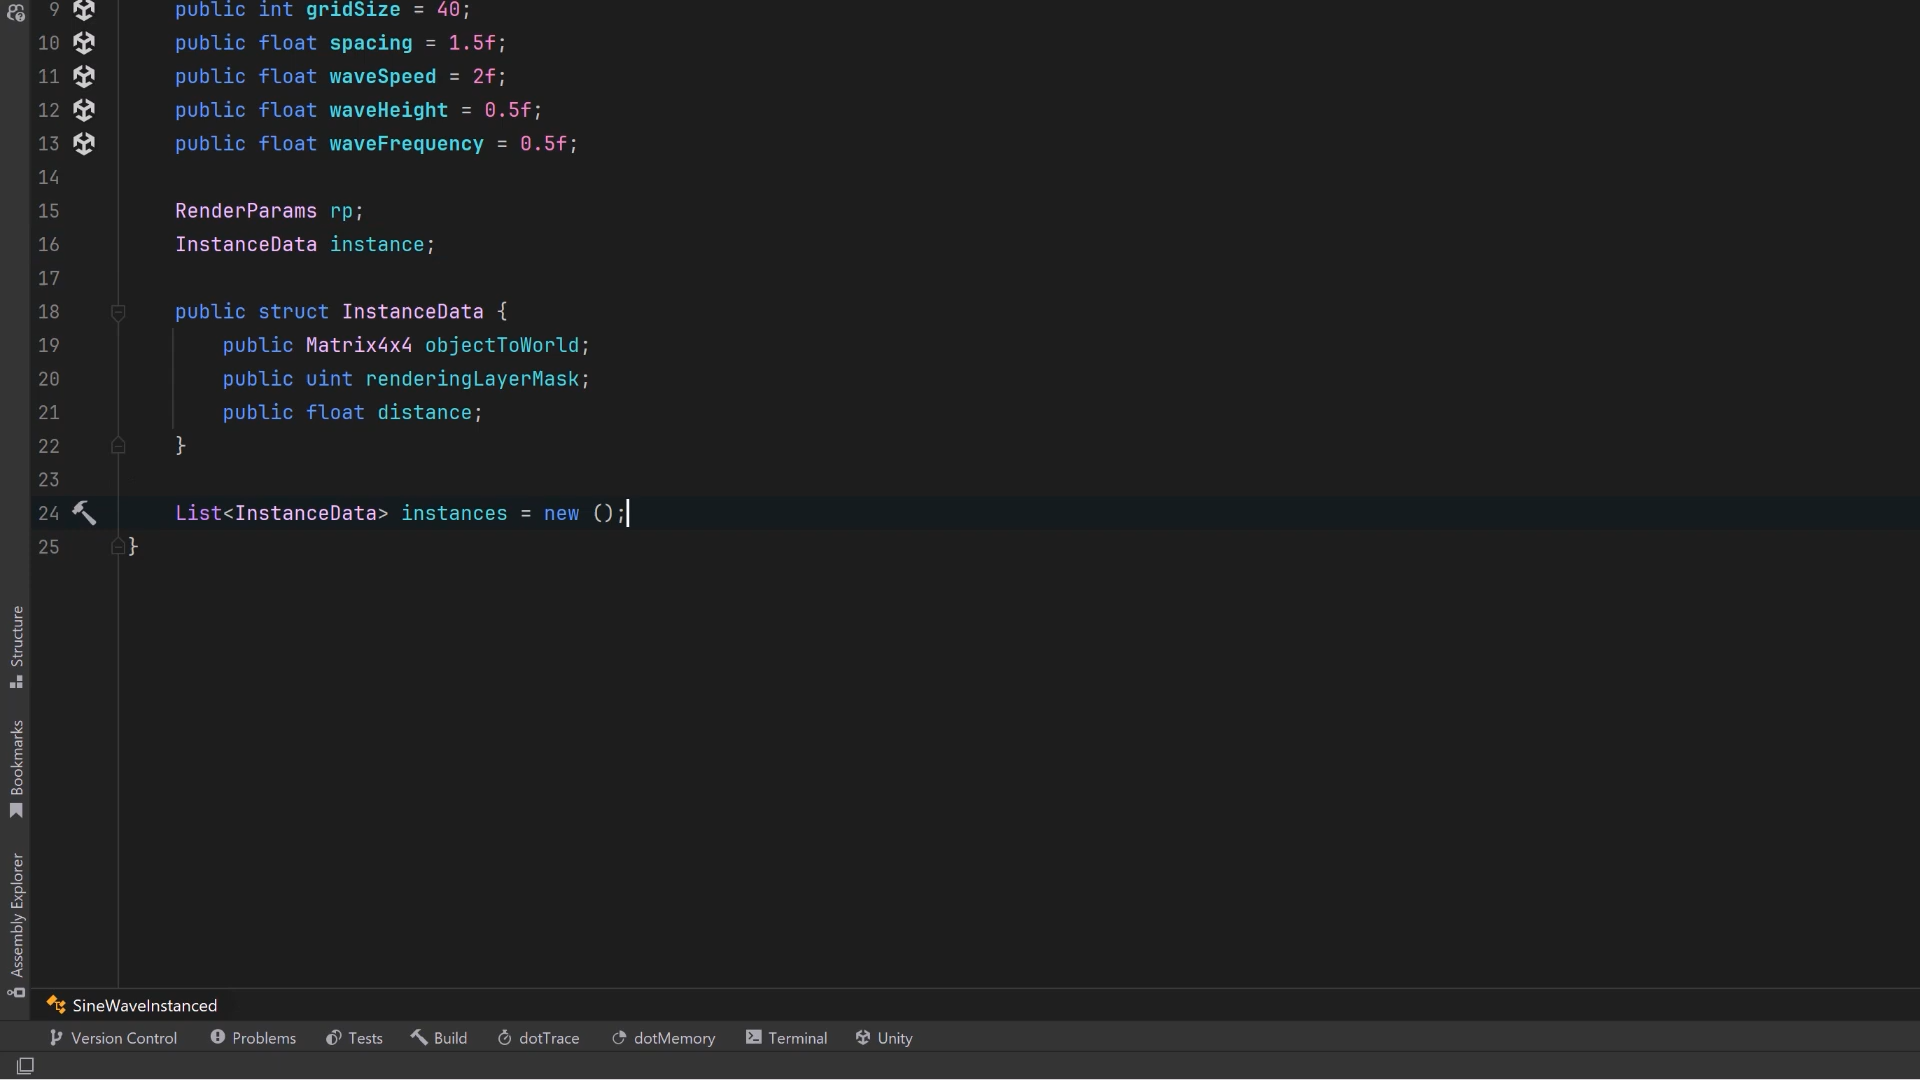 9 public int gridSize = 40;
10 public float spacing = 1.5f;
11 public float waveSpeed = 2f;
12 public float waveHeight = 0.5f;
13 public float waveFrequency = 0.5f;
14
15 RenderParams rp;
16 InstanceData instance;
17
18 public struct InstanceData {
19 public Matrix4x4 objectToWorld;
20 public uint renderingLayerMask;
21 public float distance;
22 }
23
24 List<InstanceData> instances = new ();
25 }
Structure
Bookmarks
Assembly Explorer
SineWaveInstanced
Version Control Problems Tests Build dotTrace dotMemory Terminal Unity